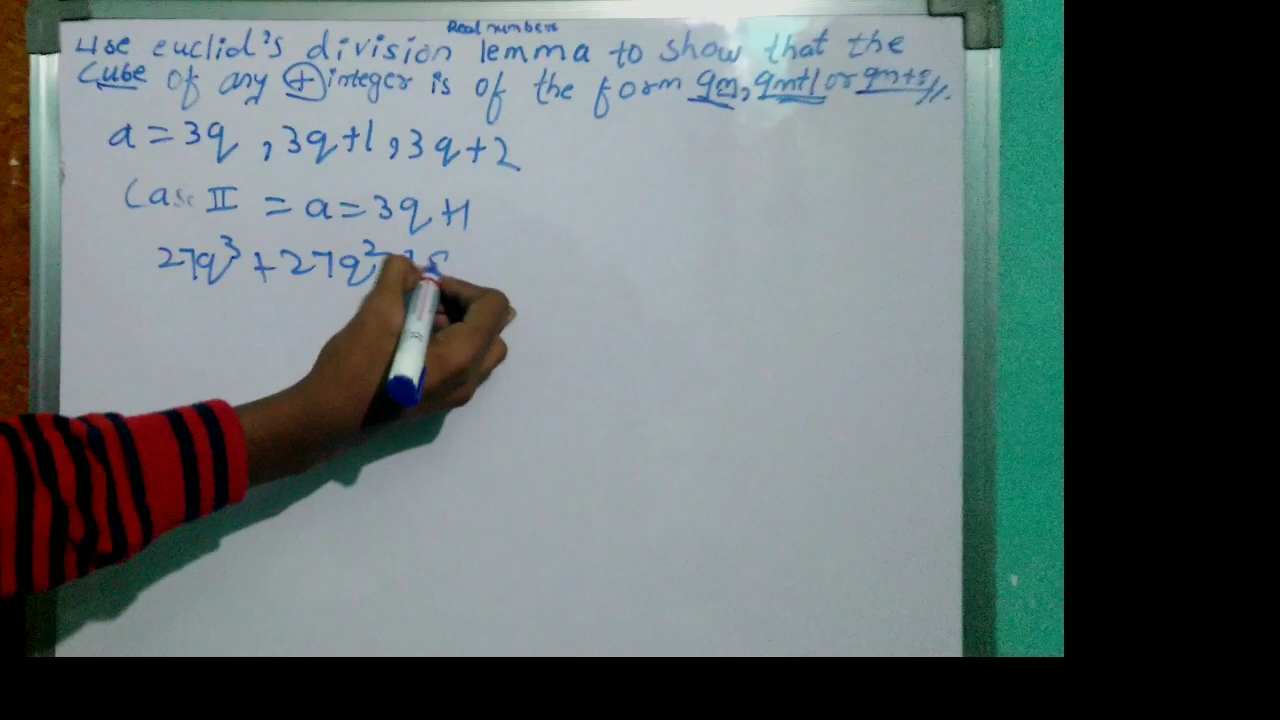 Real numbers
Use euclid's division lemma to show that the
Cube of any + integer is of the form 9m, 9m+1 or 9m+8.
a = 3q , 3q+1 , 3q+2
Case II = a = 3q+1
27q³ + 27q²